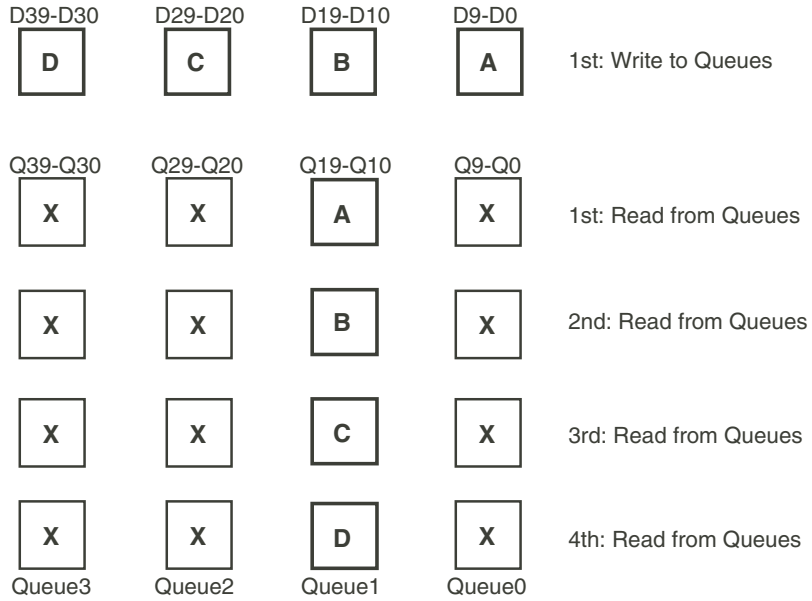 D39-D30 D29-D20 D19-D10 D9-D0
D C B A 1st: Write to Queues
Q39-Q30 Q29-Q20 Q19-Q10 Q9-Q0
X X A X 1st: Read from Queues
X X B X 2nd: Read from Queues
X X C X 3rd: Read from Queues
X X D X 4th: Read from Queues
Queue3 Queue2 Queue1 Queue0